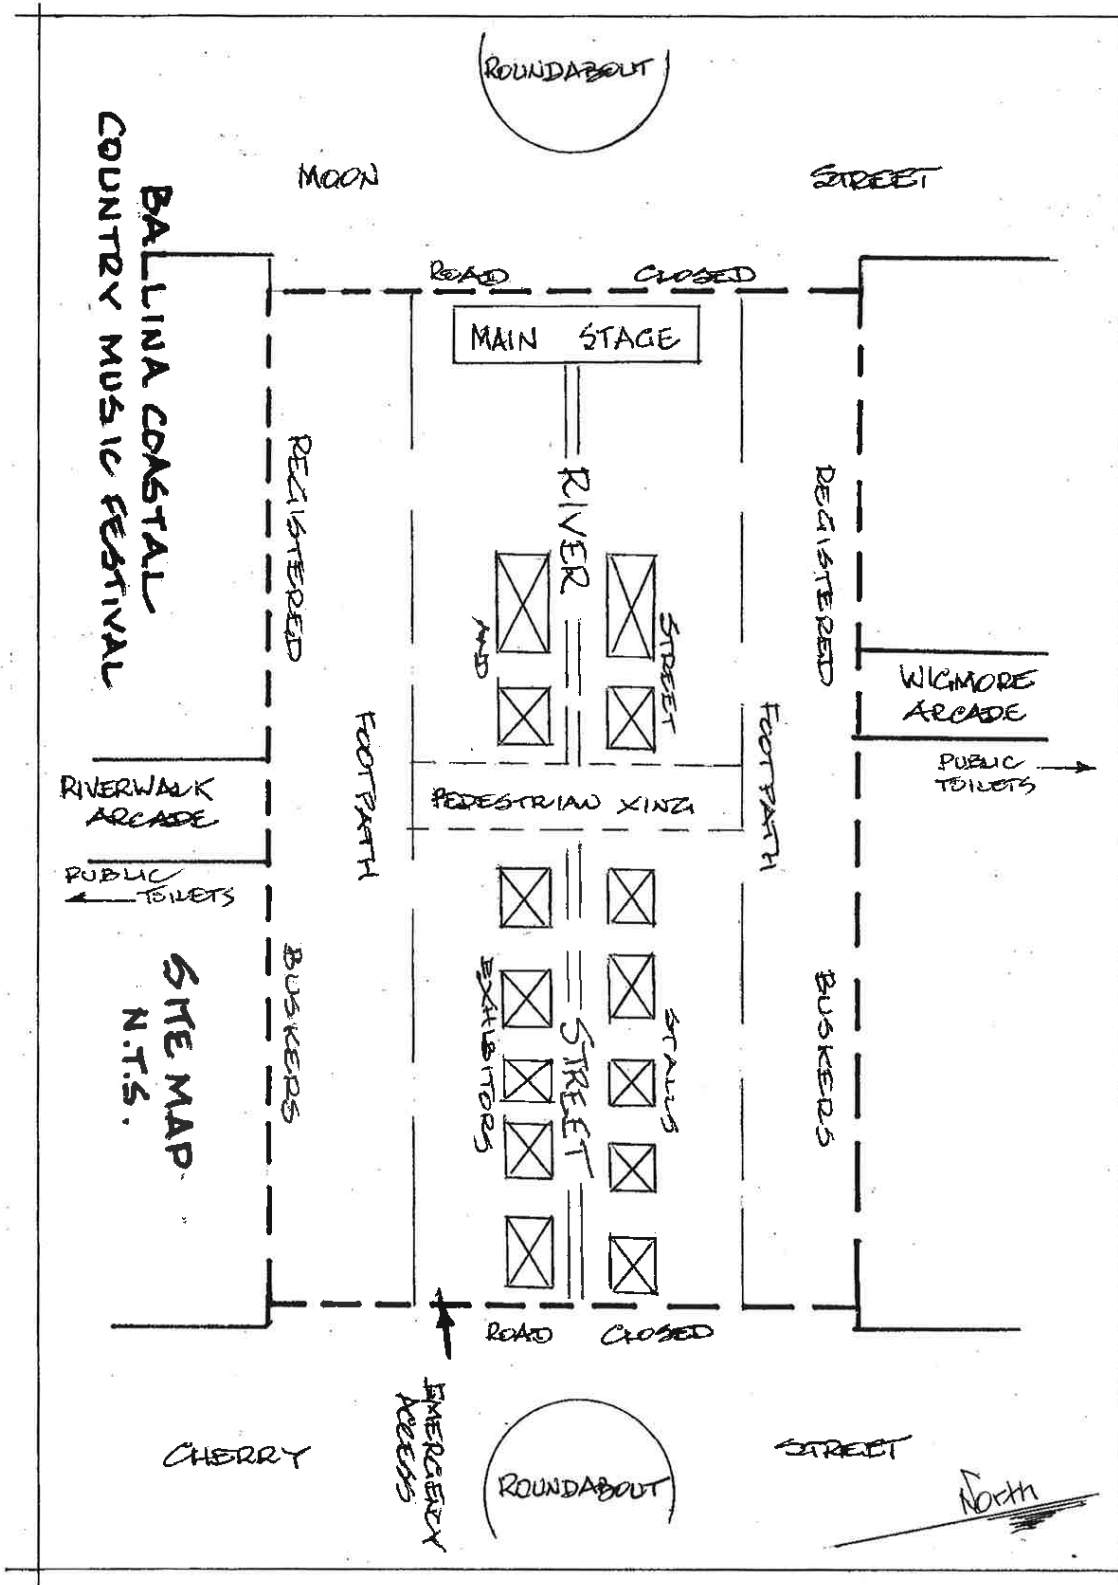 ROUNDABOUT
MOON STREET
BALLINA COASTAL
COUNTRY MUSIC FESTIVAL
ROAD CLOSED
MAIN STAGE
REGISTERED
RIVER
REGISTERED
AND
STREET
WIGMORE
ARCADE
FOOTPATH
FOOTPATH
PUBLIC
TOILETS
RIVERWALK
ARCADE
PEDESTRIAN XING
PUBLIC
TOILETS
SITE MAP
N.T.S.
BUSKERS
EXHIBITORS
STREET
STALLS
BUSKERS
ROAD CLOSED
EMERGENCY
ACCESS
CHERRY STREET
ROUNDABOUT
North